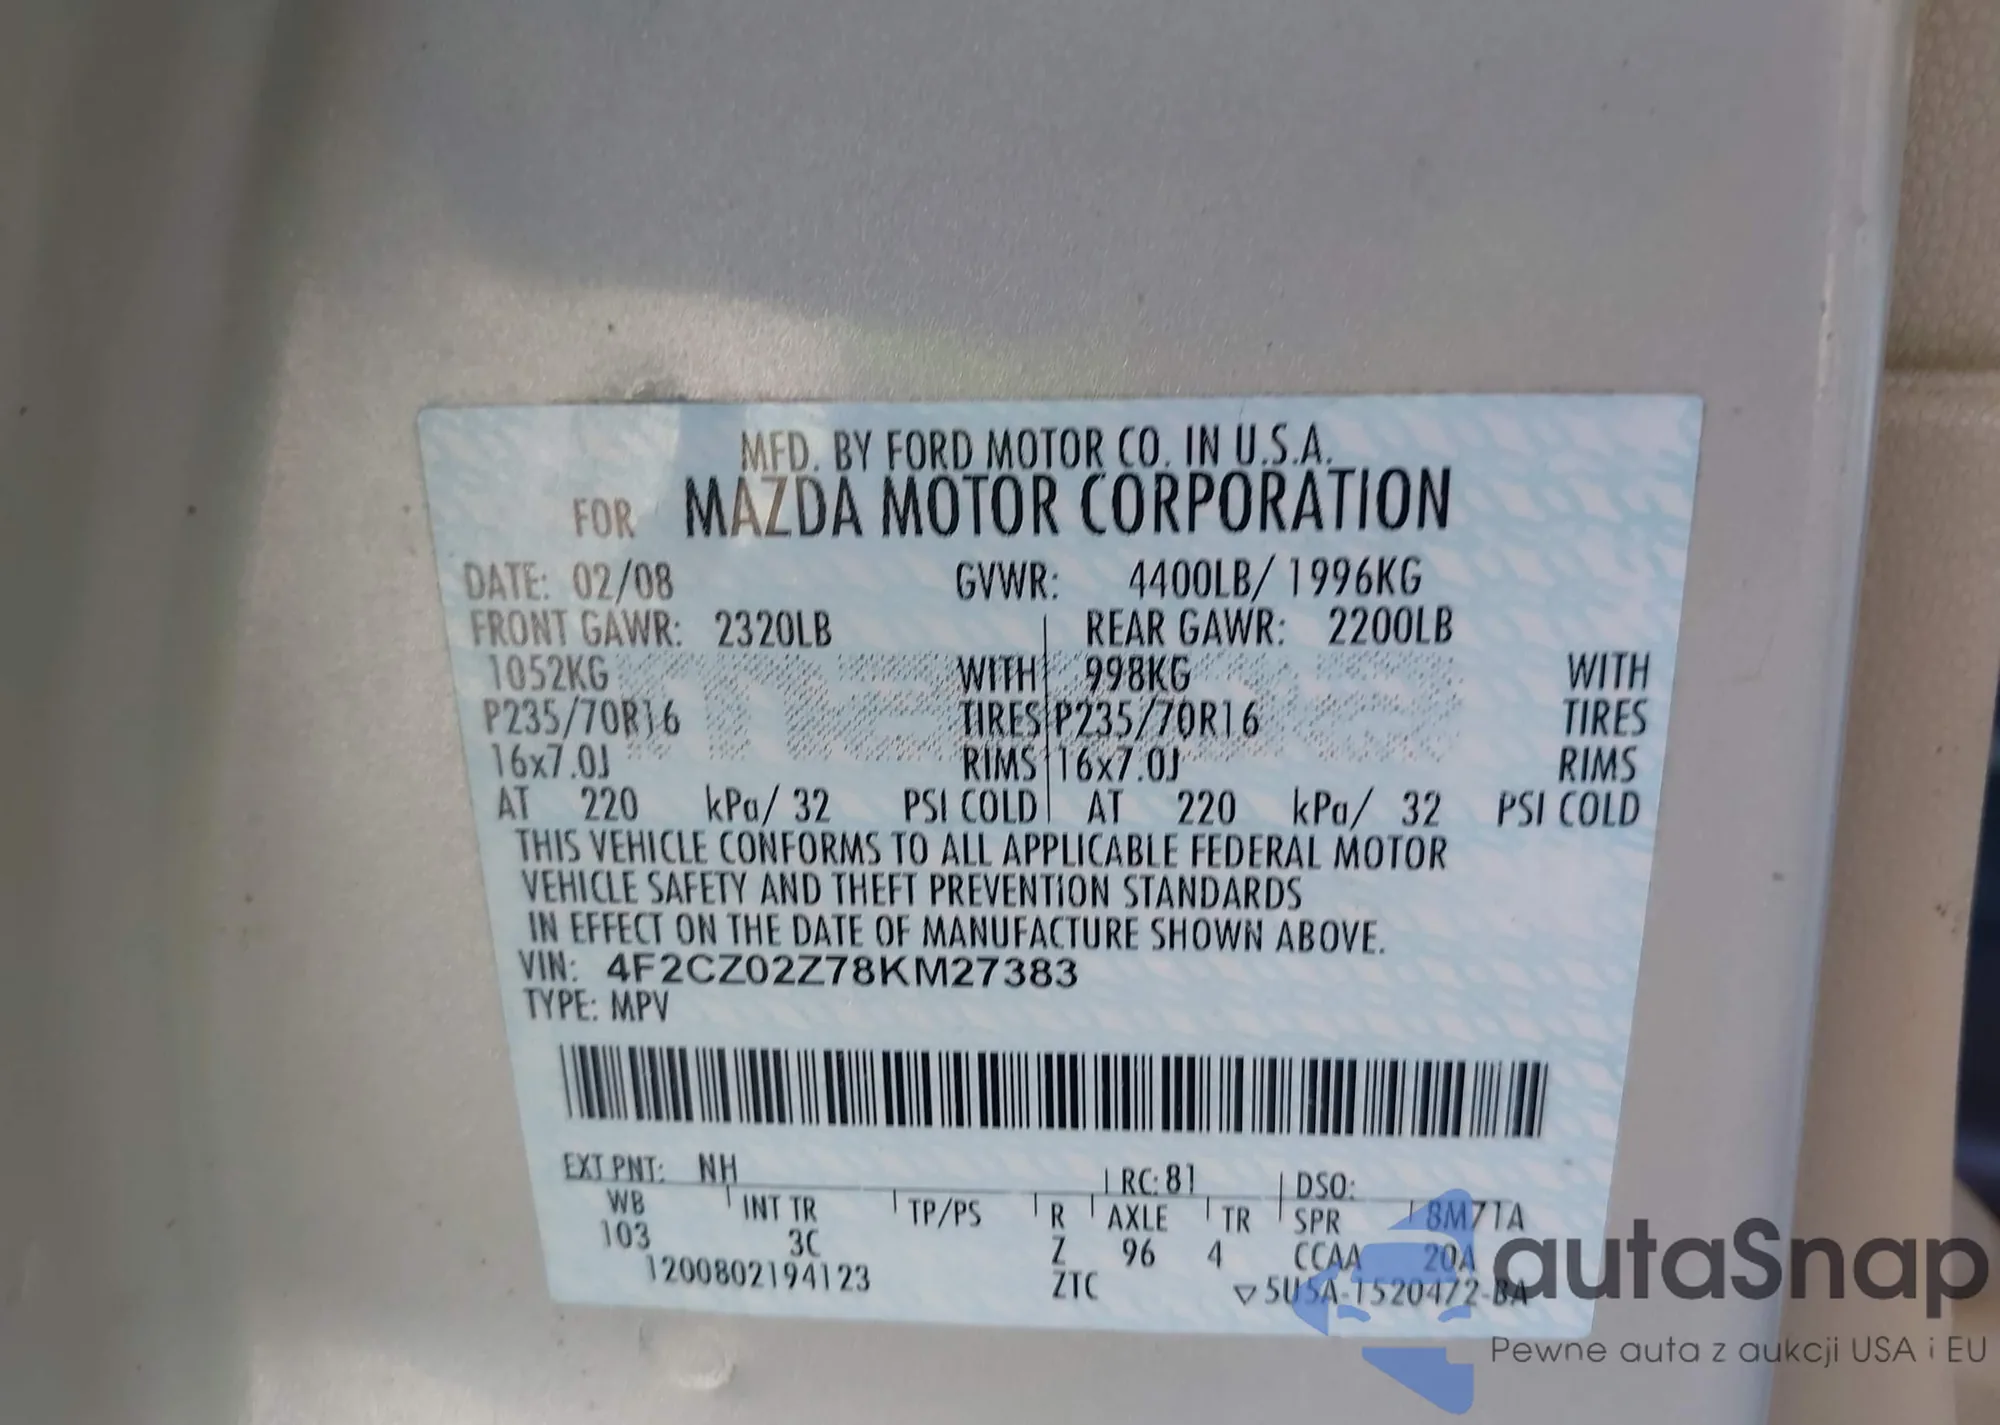 MFD. BY FORD MOTOR CO. IN U.S.A.
FOR MAZDA MOTOR CORPORATION
DATE: 02/08 GVWR: 4400LB/ 1996KG
FRONT GAWR: 2320LB REAR GAWR: 2200LB
1052KG WITH 998KG WITH
P235/70R16 TIRES P235/70R16 TIRES
16x7.0J RIMS 16x7.0J RIMS
AT 220 kPa/ 32 PSI COLD AT 220 kPa/ 32 PSI COLD
THIS VEHICLE CONFORMS TO ALL APPLICABLE FEDERAL MOTOR
VEHICLE SAFETY AND THEFT PREVENTION STANDARDS
IN EFFECT ON THE DATE OF MANUFACTURE SHOWN ABOVE.
VIN: 4F2CZ02Z78KM27383
TYPE: MPV
EXT PNT: NH RC: 81 DSO:
WB INT TR TP/PS R AXLE TR SPR 8M71A
103 3C Z 96 4 CCAA 20A
1200802194123 ZTC ▽5U5A-1520472-BA
autaSnap
Pewne auta z aukcji USA i EU